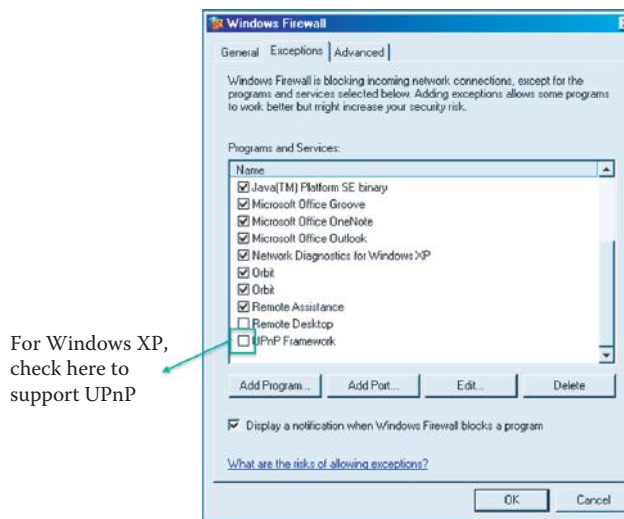 Windows Firewall
General Exceptions Advanced
Windows Firewall is blocking incoming network connections, except for the
programs and services selected below. Adding exceptions allows some programs
to work better but might increase your security risk.
Programs and Services:
Name
Java(TM) Platform SE binary
Microsoft Office Groove
Microsoft Office OneNote
Microsoft Office Outlook
Network Diagnostics for Windows XP
Orbit
Orbit
Remote Assistance
Remote Desktop
UPnP Framework
For Windows XP,
check here to
support UPnP
Add Program... Add Port... Edit... Delete
Display a notification when Windows Firewall blocks a program
What are the risks of allowing exceptions?
OK Cancel